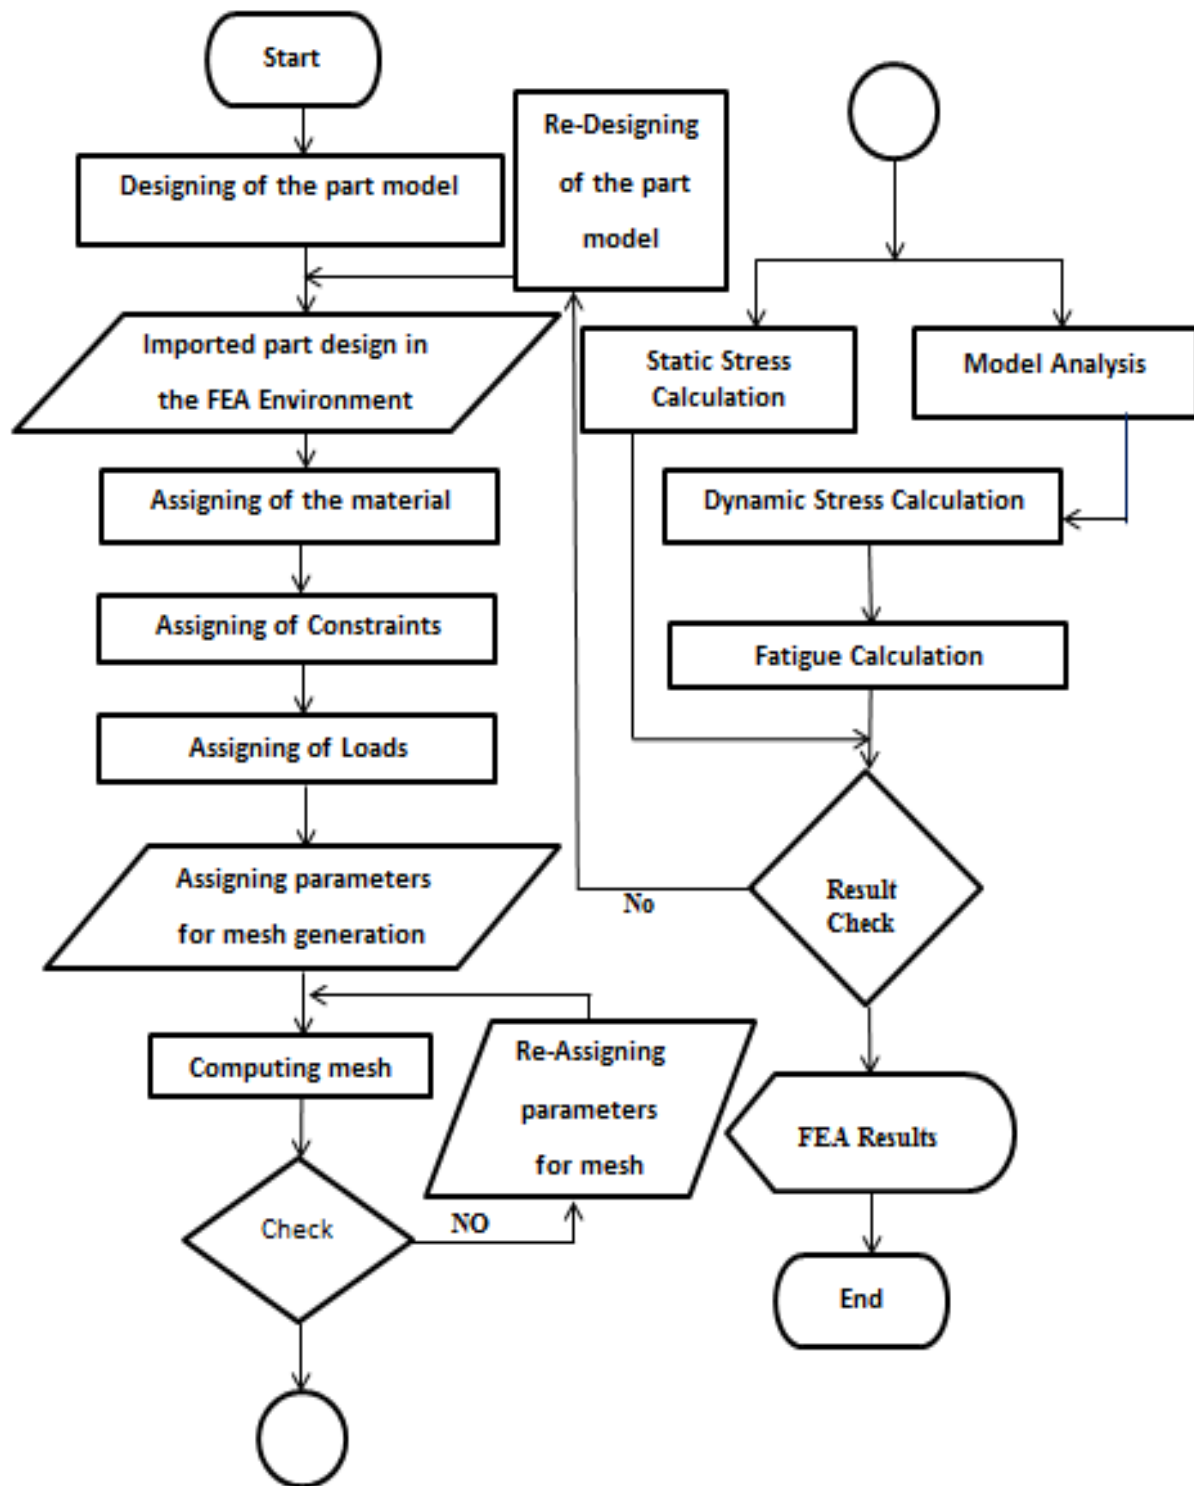 Start
Designing of the part model
Re-Designing
of the part
model
Imported part design in
the FEA Environment
Assigning of the material
Assigning of Constraints
Assigning of Loads
Assigning parameters
for mesh generation
Computing mesh
Re-Assigning
parameters
for mesh
Check
NO
Static Stress
Calculation
Model Analysis
Dynamic Stress Calculation
Fatigue Calculation
Result
Check
No
FEA Results
End